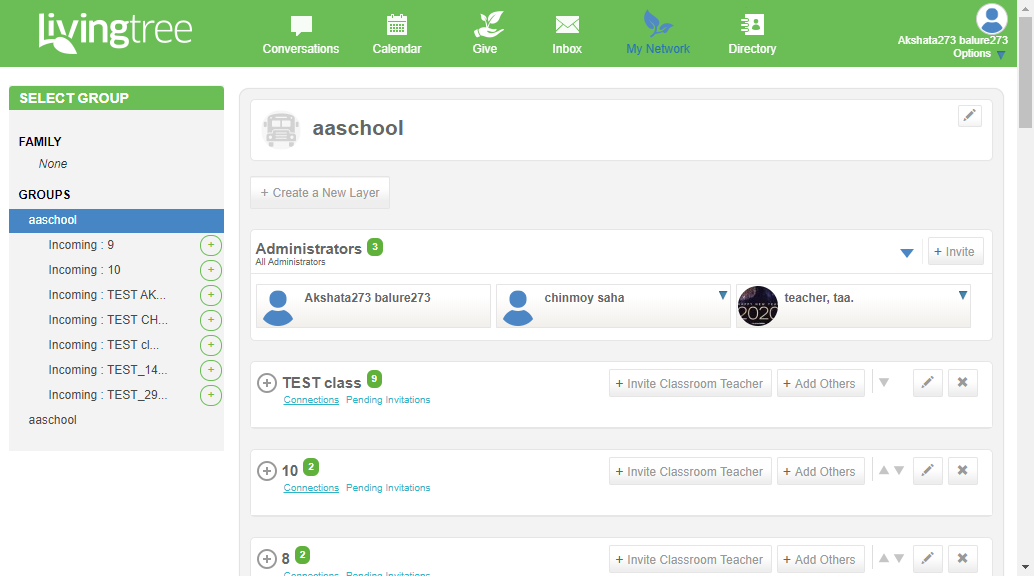 livingtree
Conversations
Calendar
Give
Inbox
My Network
Directory
Akshata273 balure273
Options
SELECT GROUP
FAMILY
None
GROUPS
aaschool
Incoming : 9
+
Incoming : 10
+
Incoming : TEST AK...
+
Incoming : TEST CH...
+
Incoming : TEST cl...
+
Incoming : TEST_14...
+
Incoming : TEST_29...
+
aaschool
aaschool
+ Create a New Layer
Administrators 3
All Administrators
+ Invite
Akshata273 balure273
chinmoy saha
HAPPY NEW YEAR
2020
teacher, taa.
TEST class 9
Connections Pending Invitations
+ Invite Classroom Teacher
+ Add Others
10 2
Connections Pending Invitations
+ Invite Classroom Teacher
+ Add Others
8 2
Connections Pending Invitations
+ Invite Classroom Teacher
+ Add Others